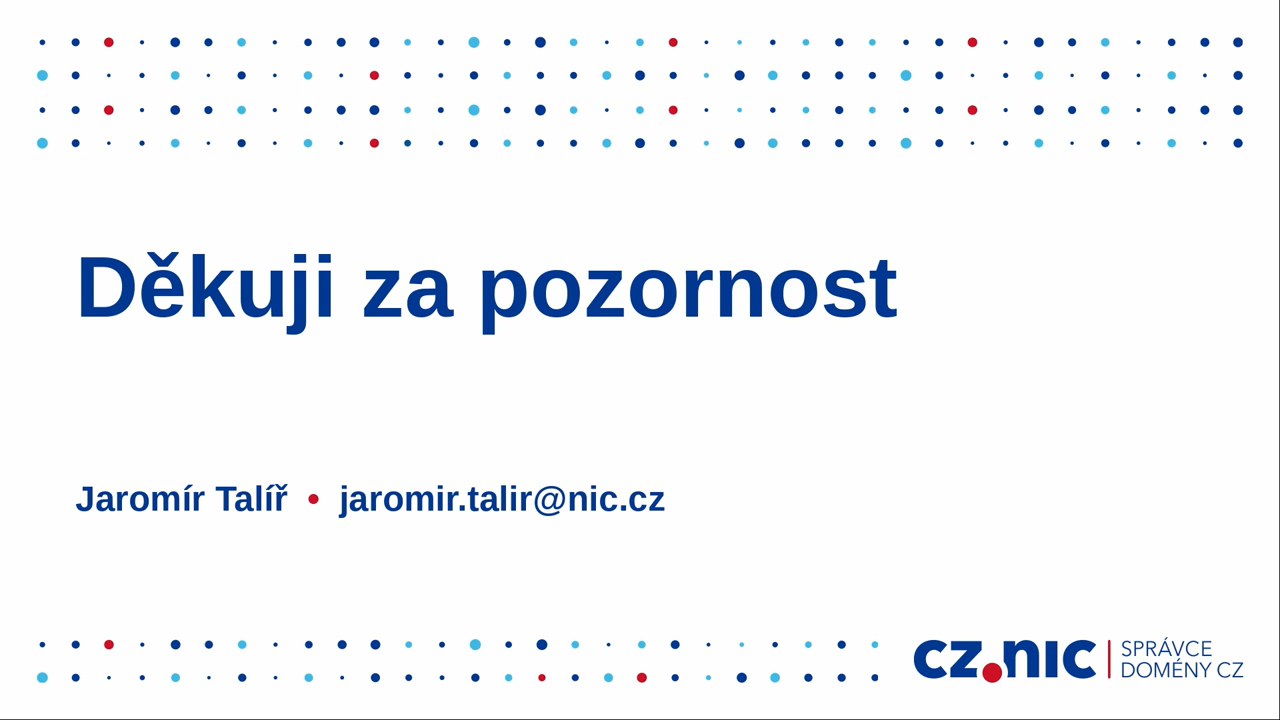 Děkuji za pozornost
Jaromír Talíř • jaromir.talir@nic.cz
CZ.NIC | SPRÁVCE
DOMÉNY CZ